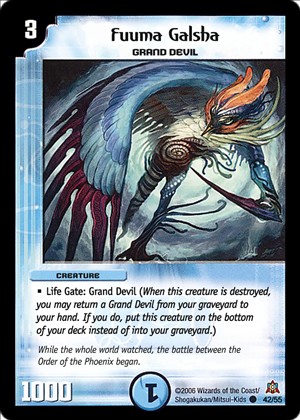 3
Fuuma Galsha
GRAND DEVIL
CREATURE
▪ Life Gate: Grand Devil (When this creature is destroyed,
you may return a Grand Devil from your graveyard to
your hand. If you do, put this creature on the bottom
of your deck instead of into your graveyard.)
While the whole watched, the battle between the
Order of the Phoenix began.
1000
1
©2006 Wizards of the Coast/
Shogakukan/Mitsui-Kids
42/55